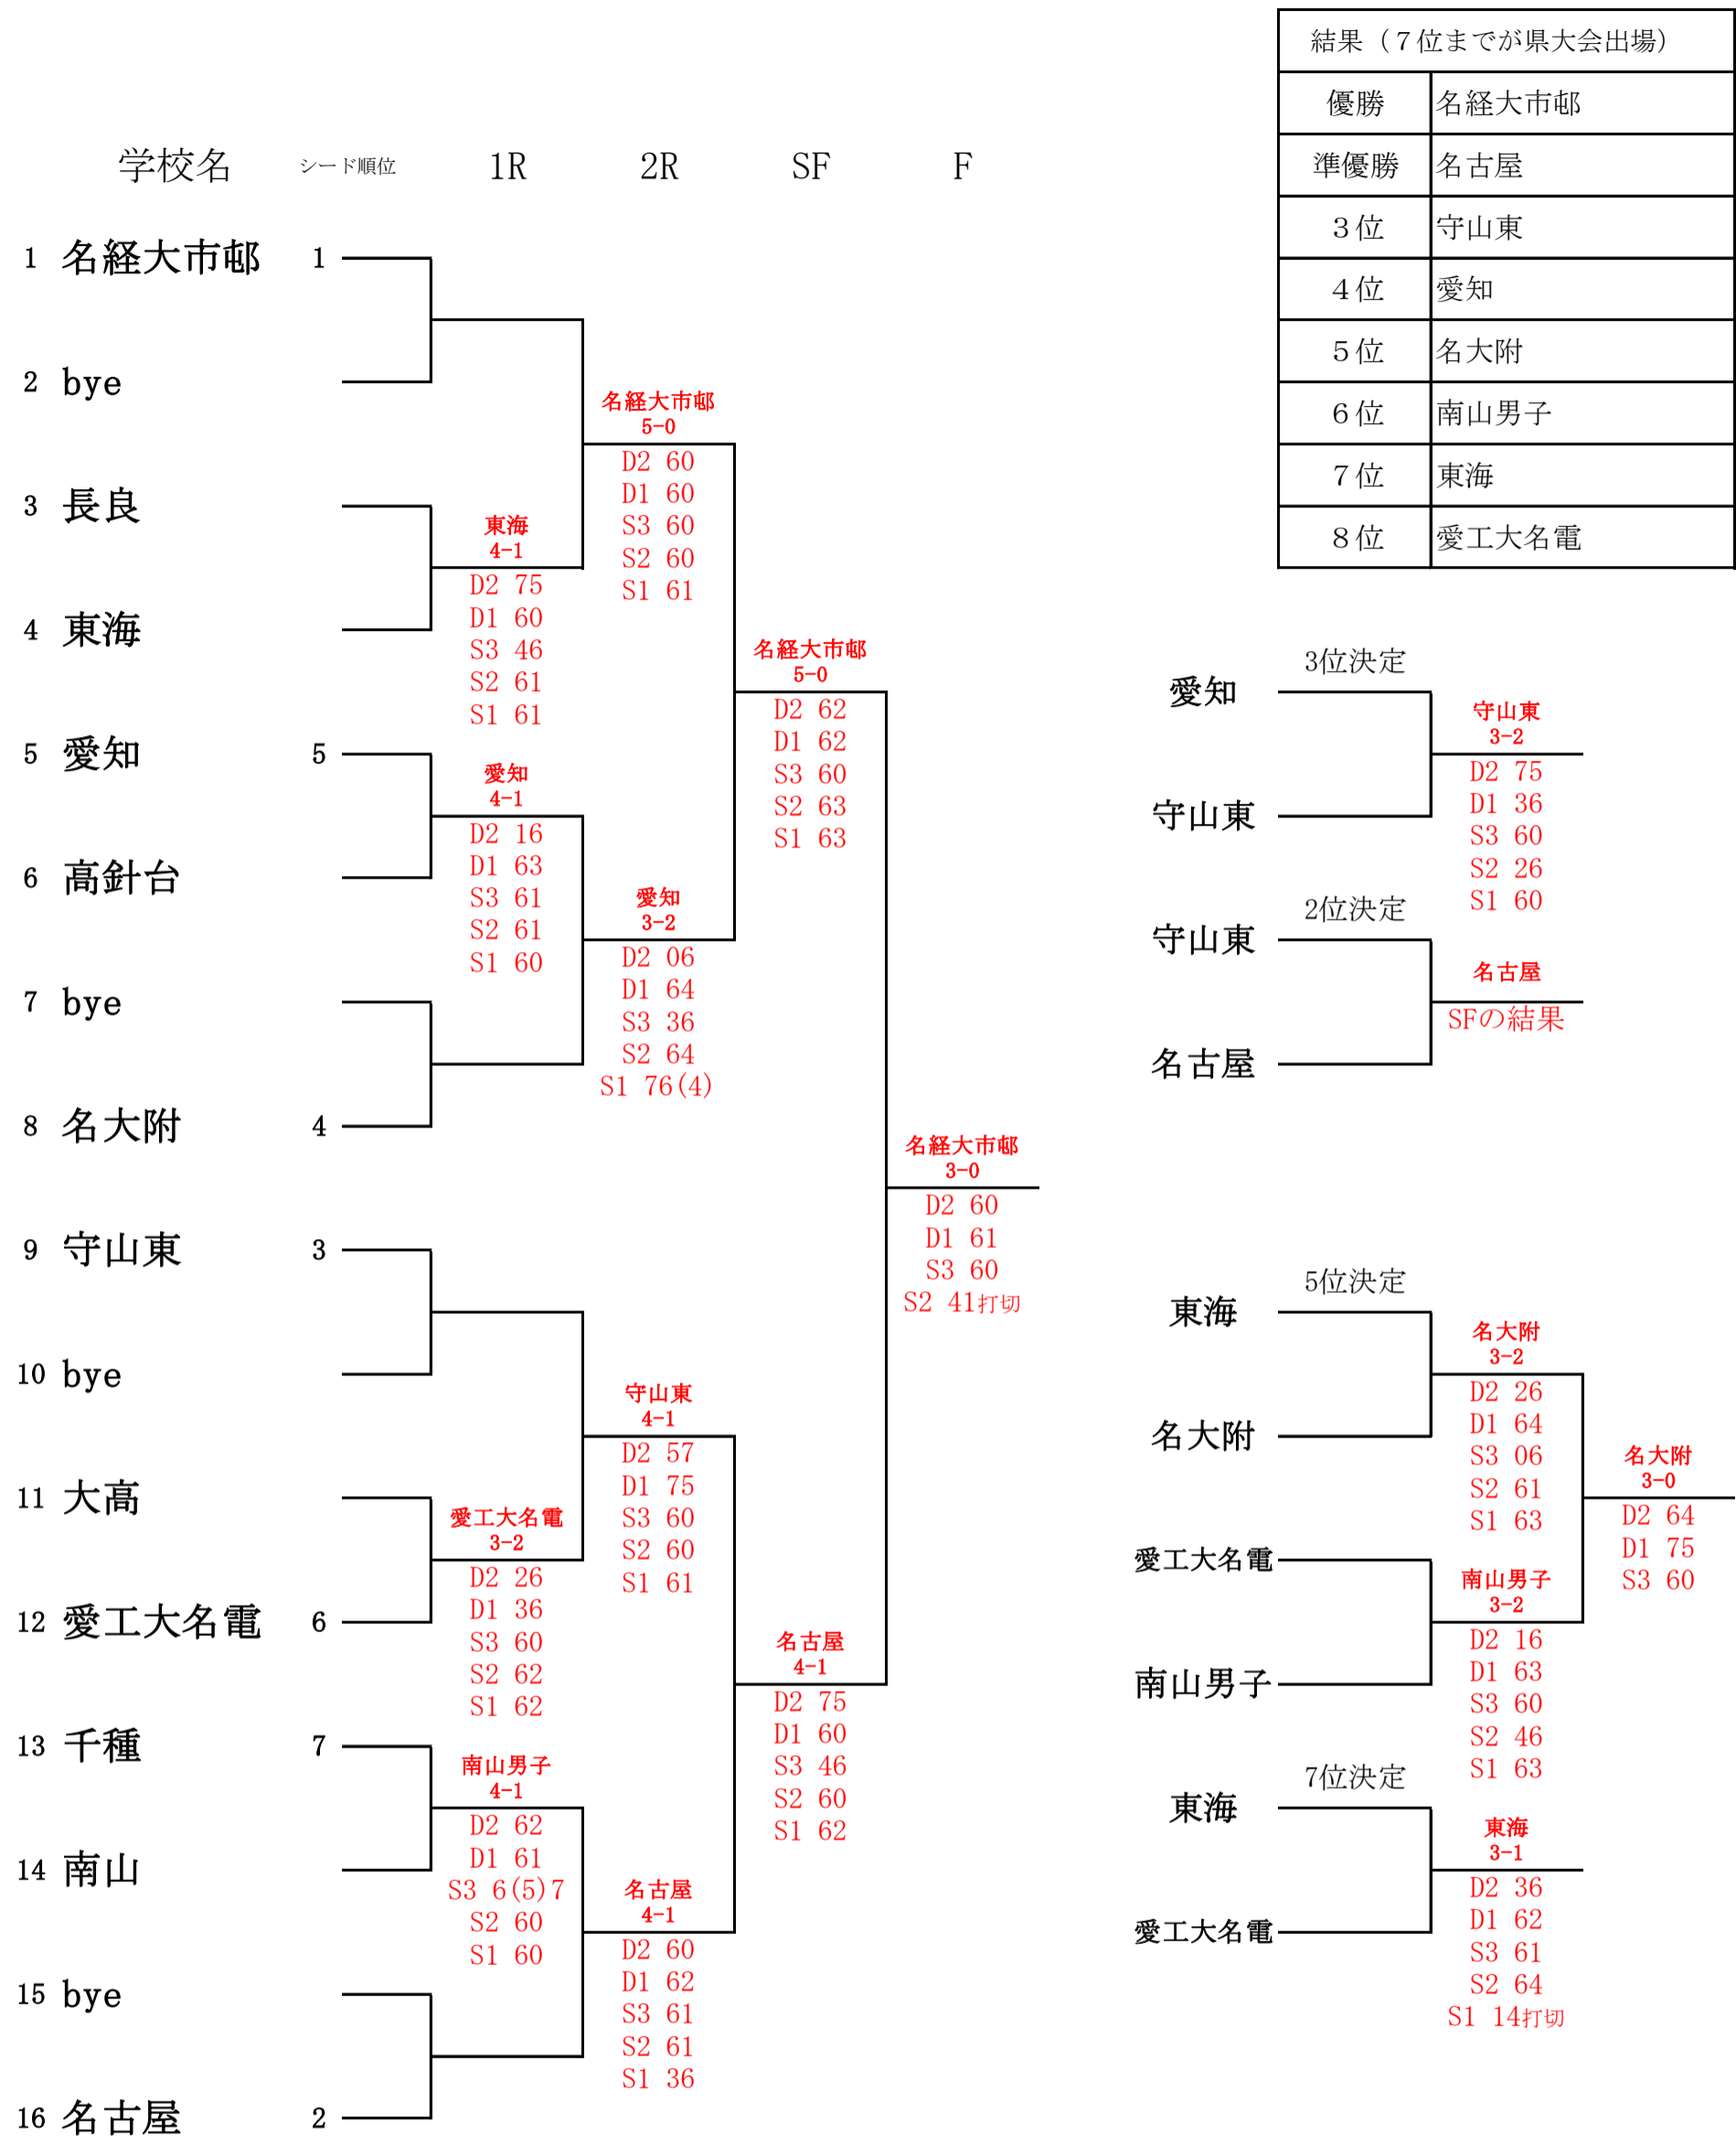 結果（７位までが県大会出場）
優勝 名経大市邨
準優勝 名古屋
３位 守山東
４位 愛知
５位 名大附
６位 南山男子
７位 東海
８位 愛工大名電
学校名 シード順位 1R 2R SF F
1 名経大市邨 1
2 bye
3 長良
4 東海
5 愛知 5
6 高針台
7 bye
8 名大附 4
9 守山東 3
10 bye
11 大高
12 愛工大名電 6
13 千種 7
14 南山
15 bye
16 名古屋 2
東海
4-1
D2 75
D1 60
S3 46
S2 61
S1 61
愛知
4-1
D2 16
D1 63
S3 61
S2 61
S1 60
愛工大名電
3-2
D2 26
D1 36
S3 60
S2 62
S1 62
南山男子
4-1
D2 62
D1 61
S3 6(5)7
S2 60
S1 60
名経大市邨
5-0
D2 60
D1 60
S3 60
S2 60
S1 61
愛知
3-2
D2 06
D1 64
S3 36
S2 64
S1 76(4)
守山東
4-1
D2 57
D1 75
S3 60
S2 60
S1 61
名古屋
4-1
D2 60
D1 62
S3 61
S2 61
S1 36
名経大市邨
5-0
D2 62
D1 62
S3 60
S2 63
S1 63
名古屋
4-1
D2 75
D1 60
S3 46
S2 60
S1 62
名経大市邨
3-0
D2 60
D1 61
S3 60
S2 41打切
3位決定
愛知
守山東
守山東
3-2
D2 75
D1 36
S3 60
S2 26
S1 60
2位決定
守山東
名古屋
名古屋
SFの結果
5位決定
東海
名大附
名大附
3-2
D2 26
D1 64
S3 06
S2 61
S1 63
愛工大名電
南山男子
南山男子
3-2
D2 16
D1 63
S3 60
S2 46
S1 63
名大附
3-0
D2 64
D1 75
S3 60
7位決定
東海
愛工大名電
東海
3-1
D2 36
D1 62
S3 61
S2 64
S1 14打切